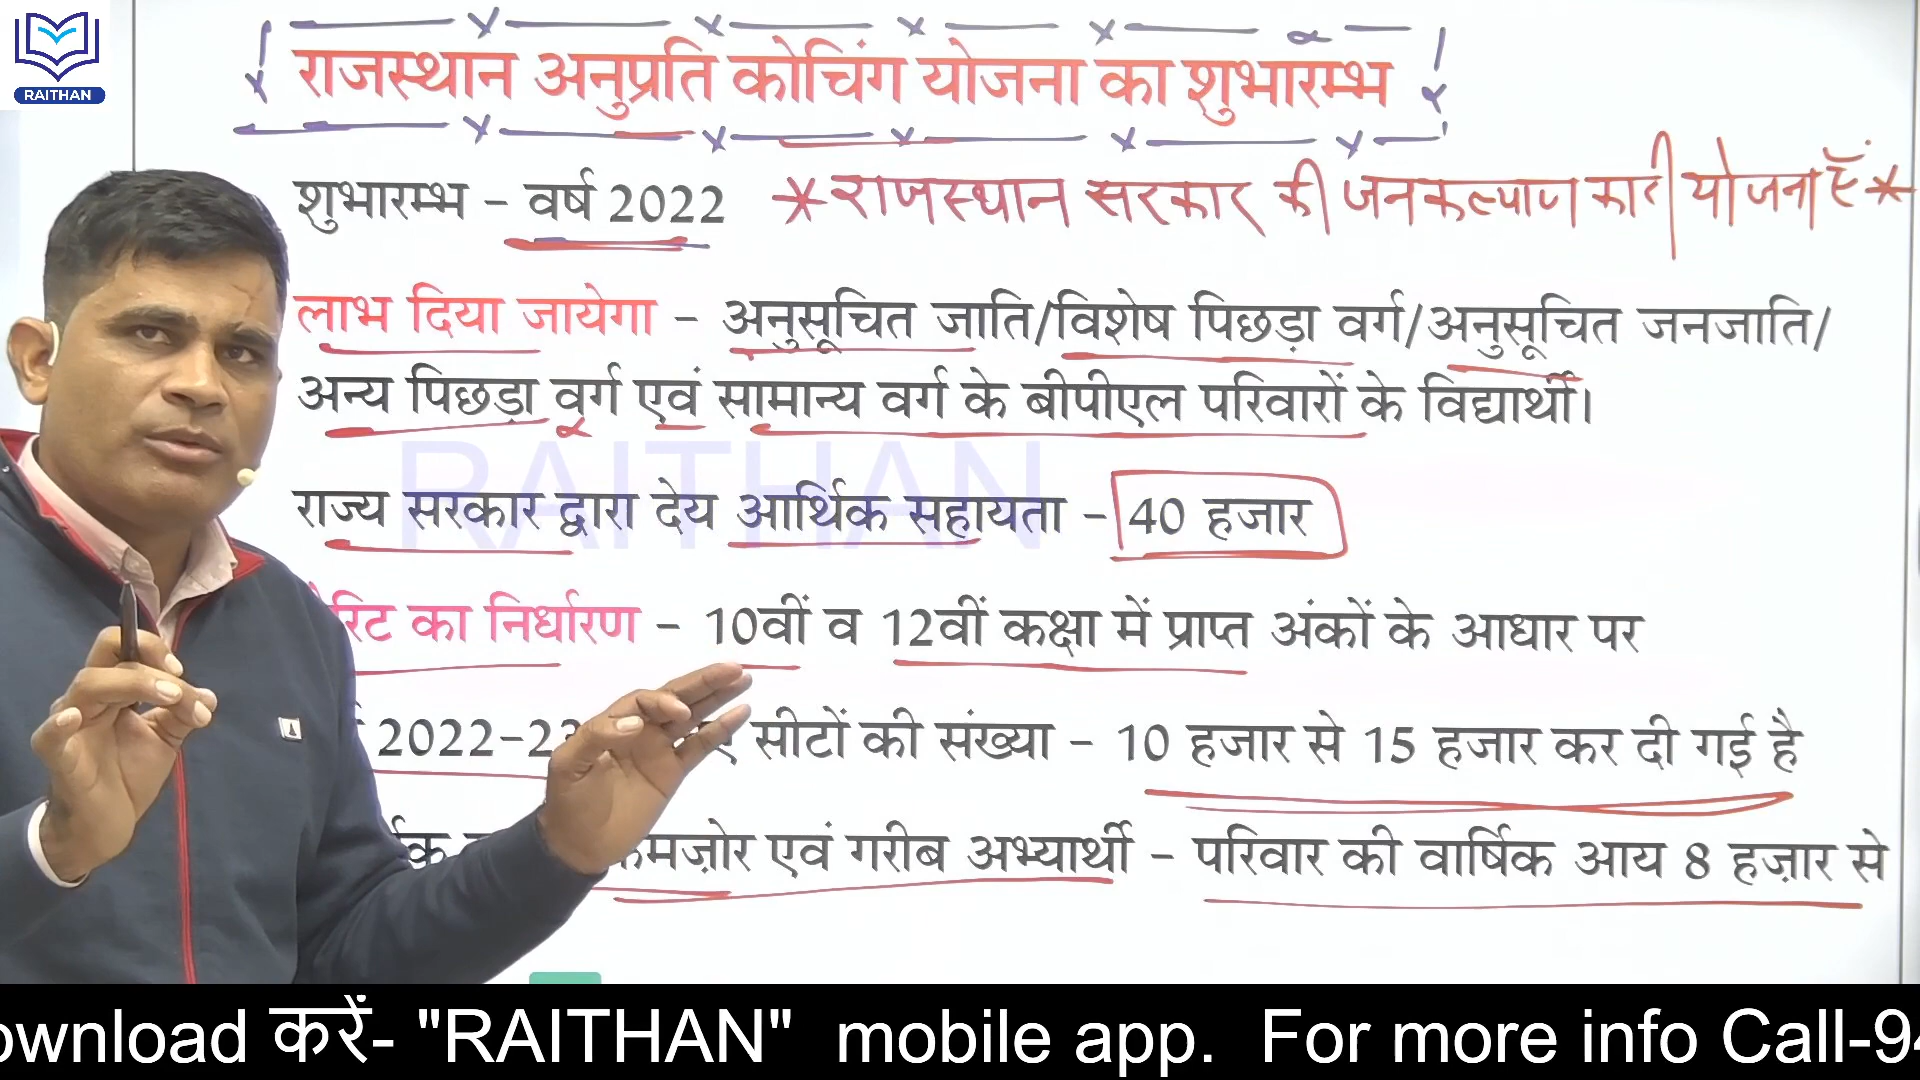 RAITHAN
राजस्थान अनुप्रति कोचिंग योजना का शुभारम्भ
शुभारम्भ - वर्ष 2022 *राजस्थान सरकार की जनकल्याणकारी योजनाएँ*
लाभ दिया जायेगा - अनुसूचित जाति/विशेष पिछड़ा वर्ग/अनुसूचित जनजाति/
अन्य पिछड़ा वर्ग एवं सामान्य वर्ग के बीपीएल परिवारों के विद्यार्थी।
RAITHAN
राज्य सरकार द्वारा देय आर्थिक सहायता - 40 हजार
का निर्धारण - 10वीं व 12वीं कक्षा में प्राप्त अंकों के आधार पर
2022-23 सीटों की संख्या - 10 हजार से 15 हजार कर दी गई है
कमज़ोर एवं गरीब अभ्यार्थी - परिवार की वार्षिक आय 8 हज़ार से
ownload करें- "RAITHAN" mobile app. For more info Call-94